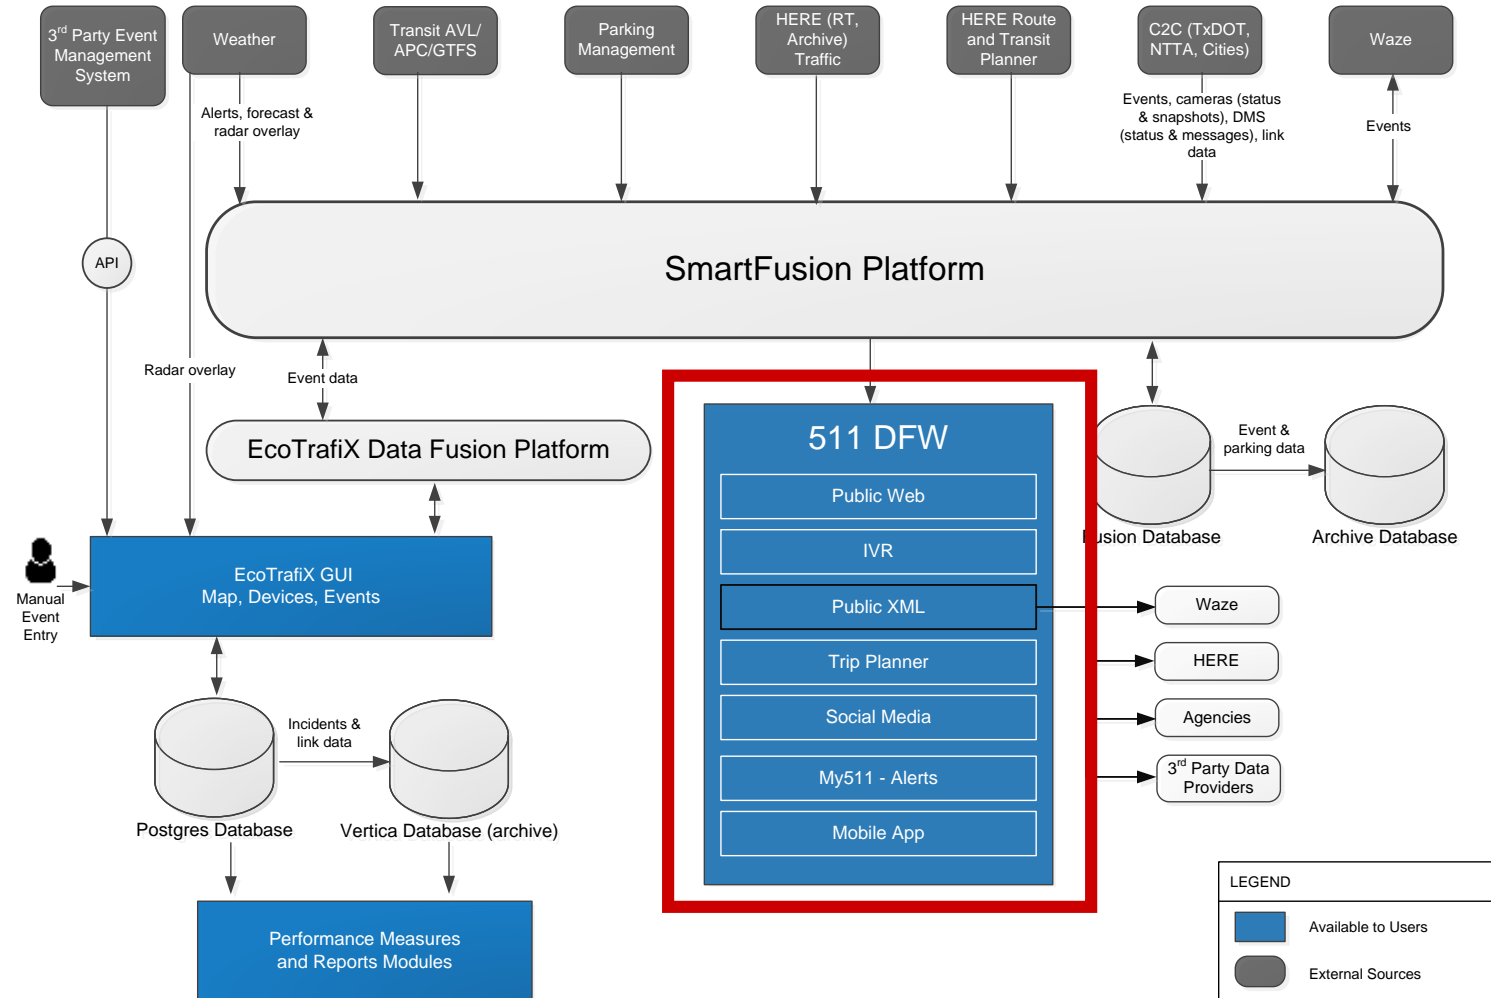 3rd Party Event
Management
System
Weather
Transit AVL/
APC/GTFS
Parking
Management
HERE (RT,
Archive)
Traffic
HERE Route
and Transit
Planner
C2C (TxDOT,
NTTA, Cities)
Waze
Alerts, forecast &
radar overlay
Events, cameras (status
& snapshots), DMS
(status & messages), link
data
Events
API
SmartFusion Platform
Radar overlay
Event data
EcoTrafiX Data Fusion Platform
511 DFW
Public Web
IVR
Public XML
Trip Planner
Social Media
My511 - Alerts
Mobile App
Event &
parking data
Fusion Database
Archive Database
Manual
Event
Entry
EcoTrafiX GUI
Map, Devices, Events
Waze
HERE
Agencies
3rd Party Data
Providers
Incidents &
link data
Postgres Database
Vertica Database (archive)
Performance Measures
and Reports Modules
LEGEND
Available to Users
External Sources